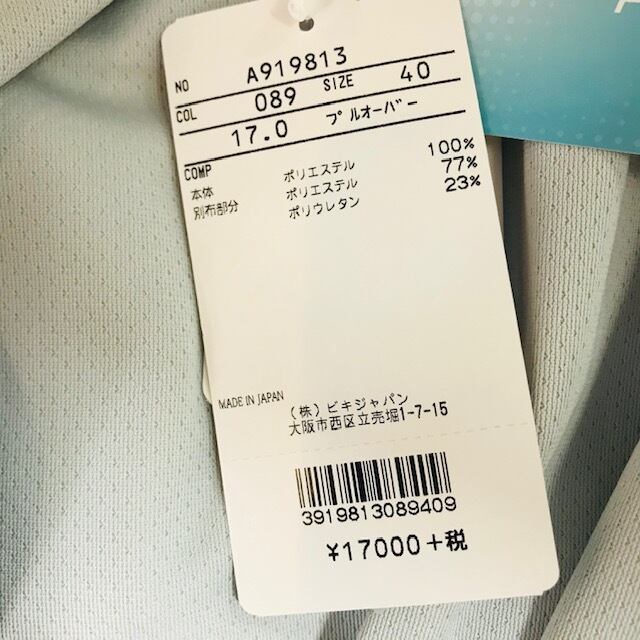 NO A919813
COL 089 SIZE 40
17.0 プルオーバー
COMP
本体 ポリエステル 100%
別布部分 ポリエステル 77%
ポリウレタン 23%
MADE IN JAPAN
(株)ビキジャパン
大阪市西区立売堀1-7-15
3919813089409
¥17000+税